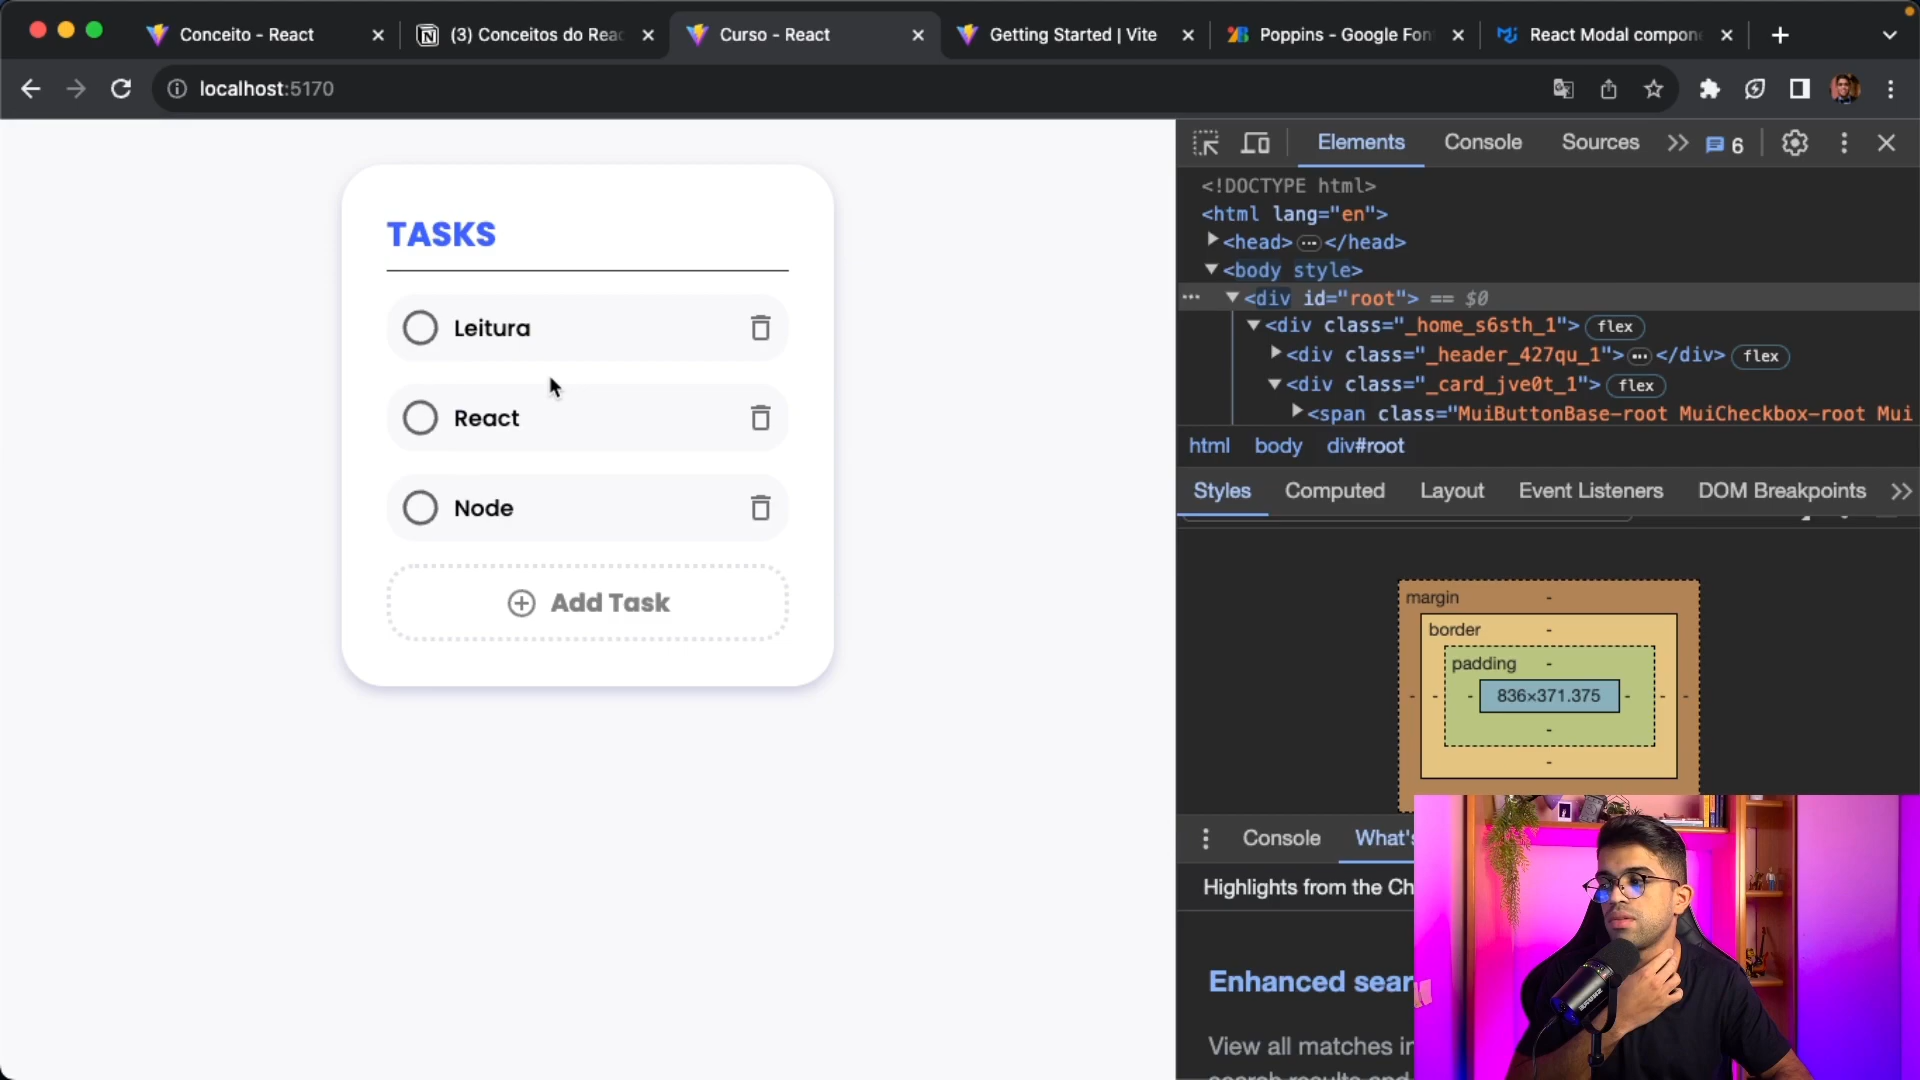 Conceito - React
(3) Conceitos do Rea
Curso - React
Getting Started | Vite
Poppins - Google Fon
React Modal compon
localhost:5170
TASKS
Leitura
React
Node
Add Task
Elements
Console
Sources
6
<!DOCTYPE html>
<html lang="en">
<head> ... </head>
<body style>
... <div id="root"> == $0
<div class="_home_s6sth_1"> flex
<div class="_header_427qu_1"> ... </div> flex
<div class="_card_jve0t_1"> flex
<span class="MuiButtonBase-root MuiCheckbox-root Mui
html body div#root
Styles
Computed
Layout
Event Listeners
DOM Breakpoints
margin -
border -
padding -
- - - 836×371.375 - - -
-
-
Console
What's
Highlights from the Ch
Enhanced sear
View all matches in